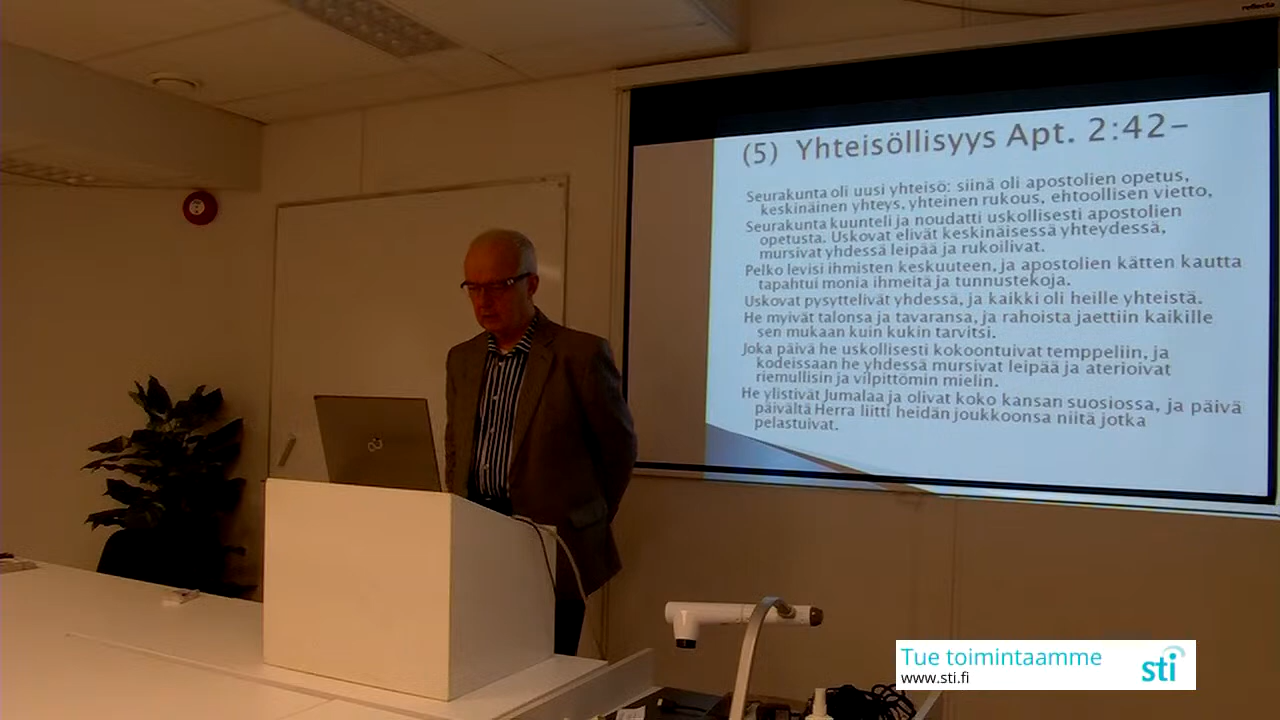 reflecta
(5) Yhteisöllisyys Apt. 2:42–
Seurakunta oli uusi yhteisö: siinä oli apostolien opetus,
keskinäinen yhteys, yhteinen rukous, ehtoollisen vietto,
Seurakunta kuunteli ja noudatti uskollisesti apostolien
opetusta. Uskovat elivät keskinäisessä yhteydessä,
mursivat yhdessä leipää ja rukoilivat.
Pelko levisi ihmisten keskuuteen, ja apostolien kätten kautta
tapahtui monia ihmeitä ja tunnustekoja.
Uskovat pysyttelivät yhdessä, ja kaikki oli heille yhteistä.
He myivät talonsa ja tavaransa, ja rahoista jaettiin kaikille
sen mukaan kuin kukin tarvitsi.
Joka päivä he uskollisesti kokoontuivat temppeliin, ja
kodeissaan he yhdessä mursivat leipää ja aterioivat
riemullisin ja vilpittömin mielin.
He ylistivät Jumalaa ja olivat koko kansan suosiossa, ja päivä
päivältä Herra liitti heidän joukkoonsa niitä jotka
pelastuivat.
Tue toimintaamme
www.sti.fi
sti